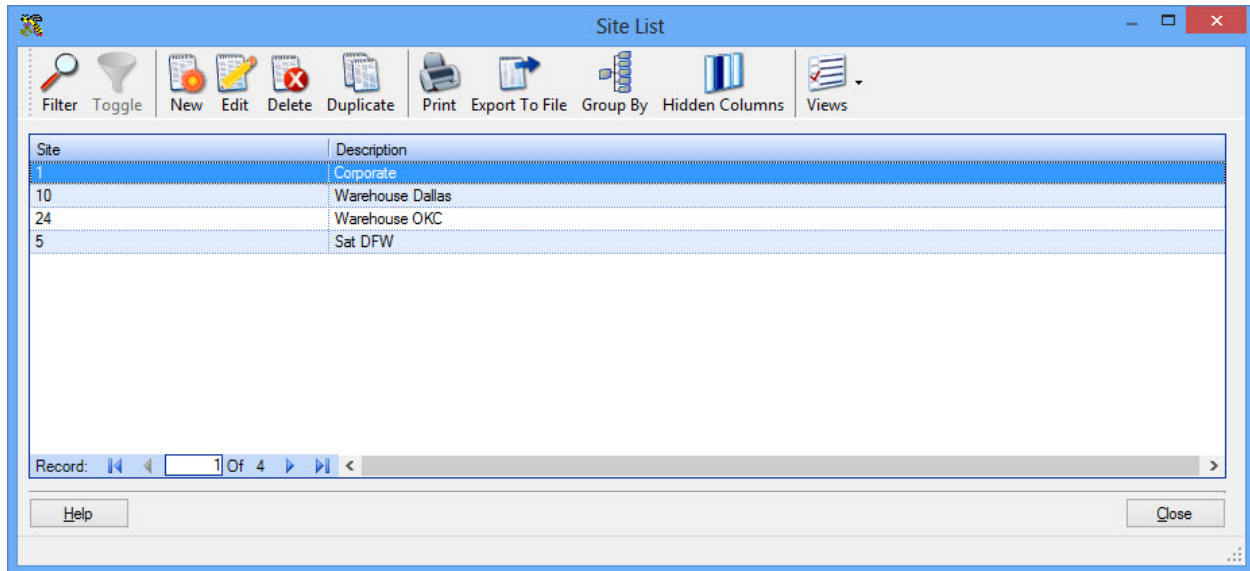 Site List
Filter Toggle New Edit Delete Duplicate Print Export To File Group By Hidden Columns Views
Site Description
1 Corporate
10 Warehouse Dallas
24 Warehouse OKC
5 Sat DFW
Record: 1 Of 4
Help Close